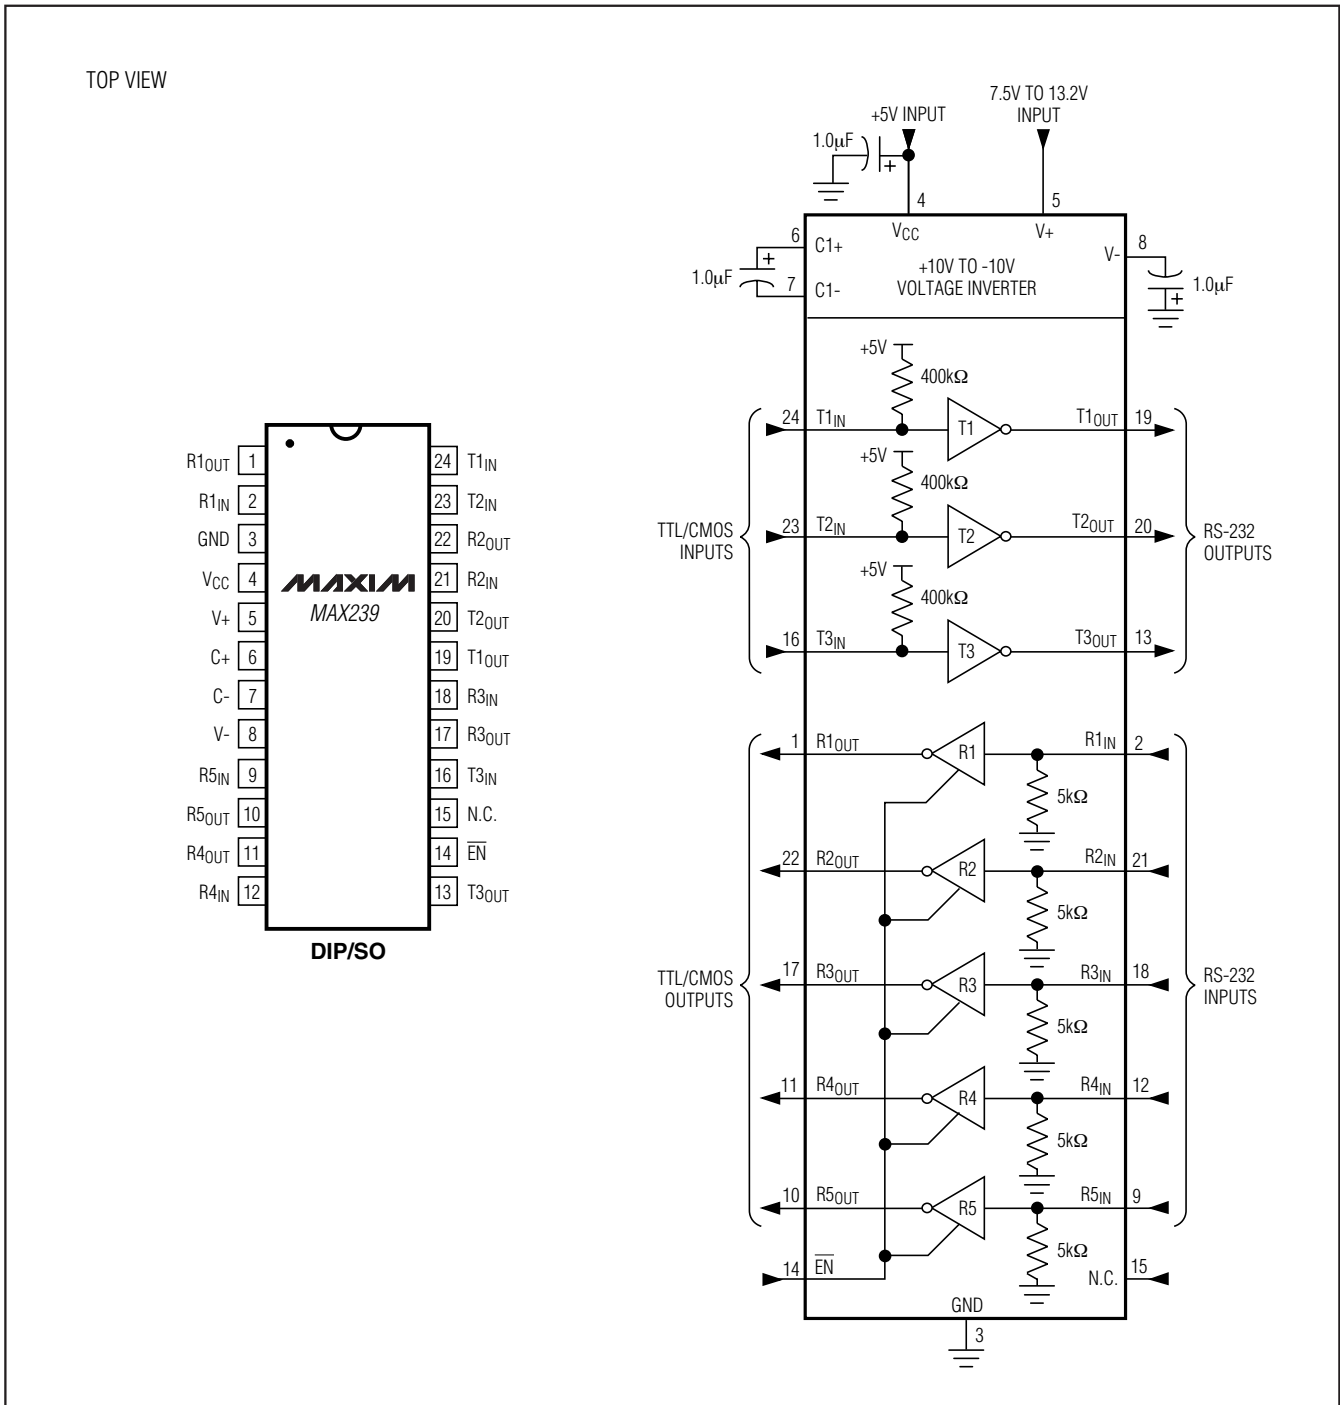 TOP VIEW
R1OUT 1
R1IN 2
GND 3
VCC 4
V+ 5
C+ 6
C- 7
V- 8
R5IN 9
R5OUT 10
R4OUT 11
R4IN 12
MAXIM
MAX239
24 T1IN
23 T2IN
22 R2OUT
21 R2IN
20 T2OUT
19 T1OUT
18 R3IN
17 R3OUT
16 T3IN
15 N.C.
14 E̅N̅
13 T3OUT
DIP/SO
+5V INPUT
7.5V TO 13.2V
INPUT
1.0µF
4
5
VCC
V+
6 C1+
1.0µF
7 C1-
+10V TO -10V
VOLTAGE INVERTER
V- 8
1.0µF
+5V
400kΩ
24 T1IN
T1
T1OUT 19
+5V
400kΩ
TTL/CMOS
INPUTS
23 T2IN
T2
T2OUT 20
RS-232
OUTPUTS
+5V
400kΩ
16 T3IN
T3
T3OUT 13
1 R1OUT
R1
R1IN 2
5kΩ
22 R2OUT
R2
R2IN 21
5kΩ
TTL/CMOS
OUTPUTS
17 R3OUT
R3
R3IN 18
RS-232
INPUTS
5kΩ
11 R4OUT
R4
R4IN 12
5kΩ
10 R5OUT
R5
R5IN 9
5kΩ
14 E̅N̅
N.C. 15
GND
3